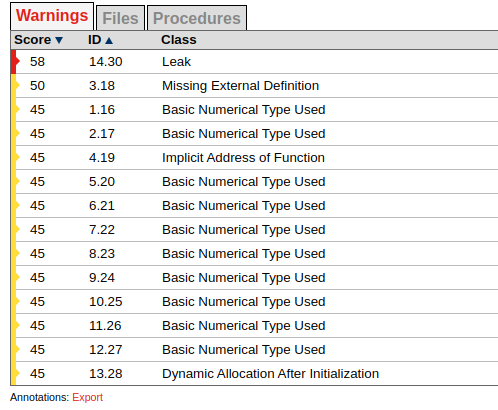 Warnings Files Procedures
Score ID Class
58 14.30 Leak
50 3.18 Missing External Definition
45 1.16 Basic Numerical Type Used
45 2.17 Basic Numerical Type Used
45 4.19 Implicit Address of Function
45 5.20 Basic Numerical Type Used
45 6.21 Basic Numerical Type Used
45 7.22 Basic Numerical Type Used
45 8.23 Basic Numerical Type Used
45 9.24 Basic Numerical Type Used
45 10.25 Basic Numerical Type Used
45 11.26 Basic Numerical Type Used
45 12.27 Basic Numerical Type Used
45 13.28 Dynamic Allocation After Initialization
Annotations: Export